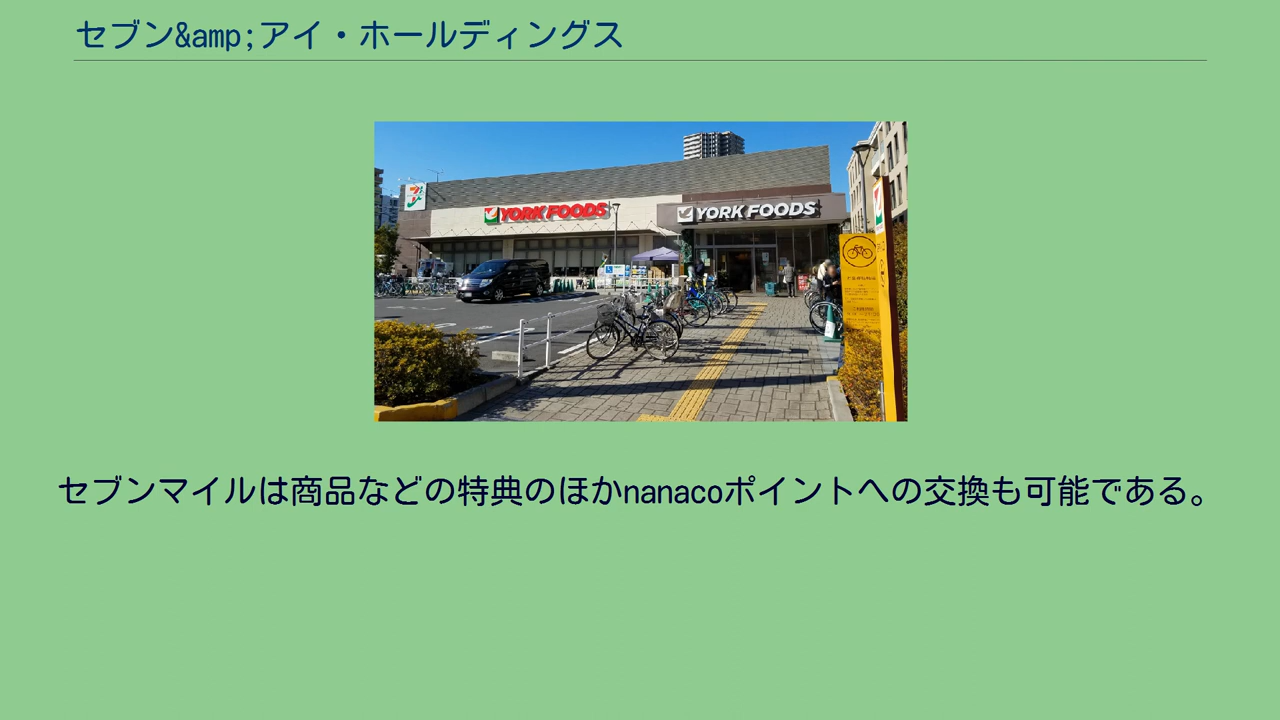 セブン&amp;アイ・ホールディングス
YORK FOODS
YORK FOODS
セブンマイルは商品などの特典のほかnanacoポイントへの交換も可能である。